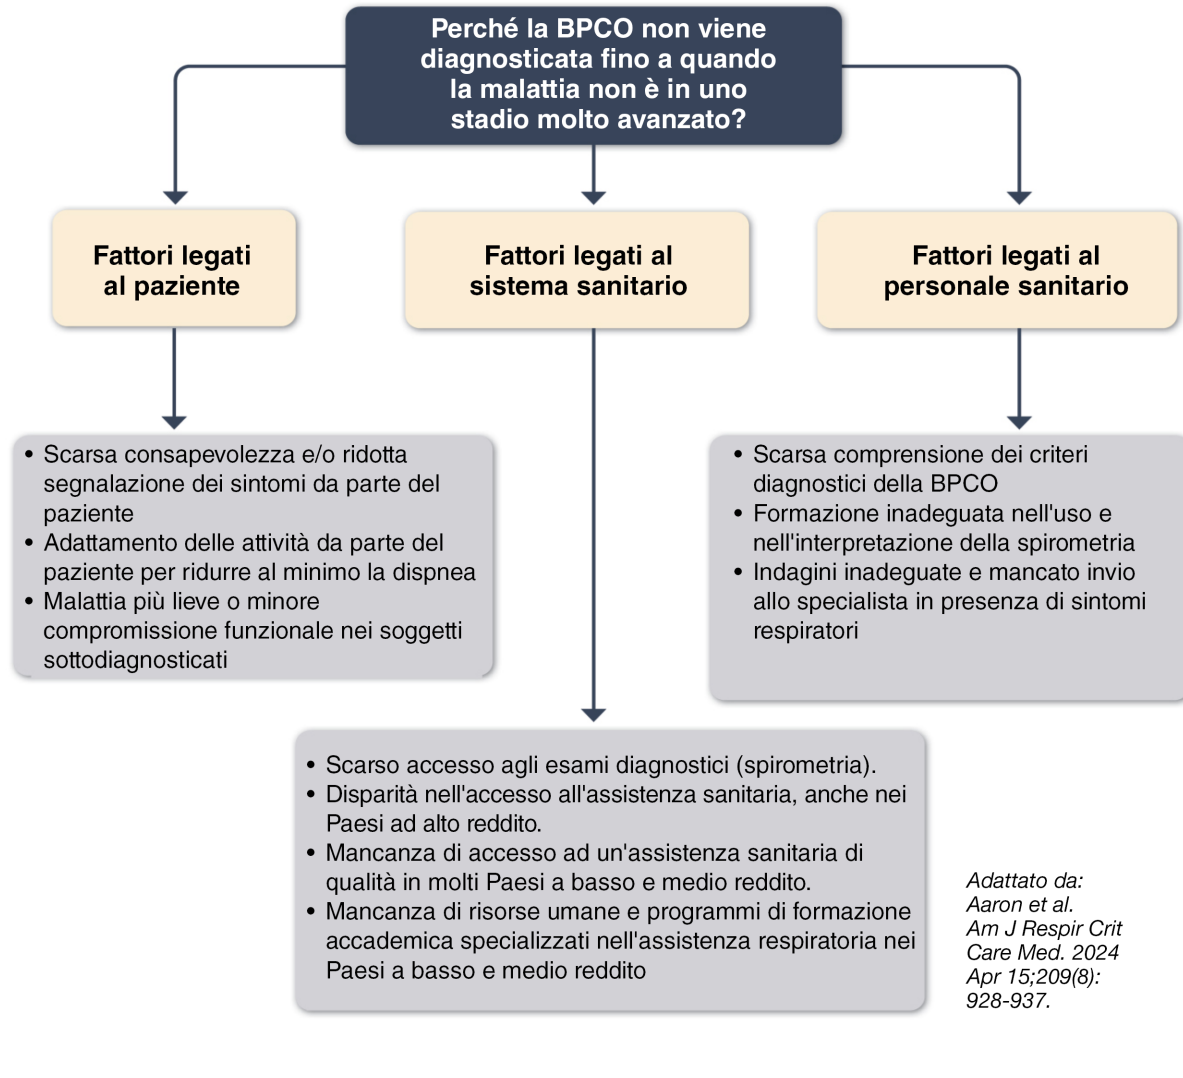 Perché la BPCO non viene
diagnosticata fino a quando
la malattia non è in uno
stadio molto avanzato?
Fattori legati
al paziente
Fattori legati al
sistema sanitario
Fattori legati al
personale sanitario
• Scarsa consapevolezza e/o ridotta
segnalazione dei sintomi da parte del
paziente
• Adattamento delle attività da parte del
paziente per ridurre al minimo la dispnea
• Malattia più lieve o minore
compromissione funzionale nei soggetti
sottodiagnosticati
• Scarsa comprensione dei criteri
diagnostici della BPCO
• Formazione inadeguata nell'uso e
nell'interpretazione della spirometria
• Indagini inadeguate e mancato invio
allo specialista in presenza di sintomi
respiratori
• Scarso accesso agli esami diagnostici (spirometria).
• Disparità nell'accesso all'assistenza sanitaria, anche nei
Paesi ad alto reddito.
• Mancanza di accesso ad un'assistenza sanitaria di
qualità in molti Paesi a basso e medio reddito.
• Mancanza di risorse umane e programmi di formazione
accademica specializzati nell'assistenza respiratoria nei
Paesi a basso e medio reddito
Adattato da:
Aaron et al.
Am J Respir Crit
Care Med. 2024
Apr 15;209(8):
928-937.